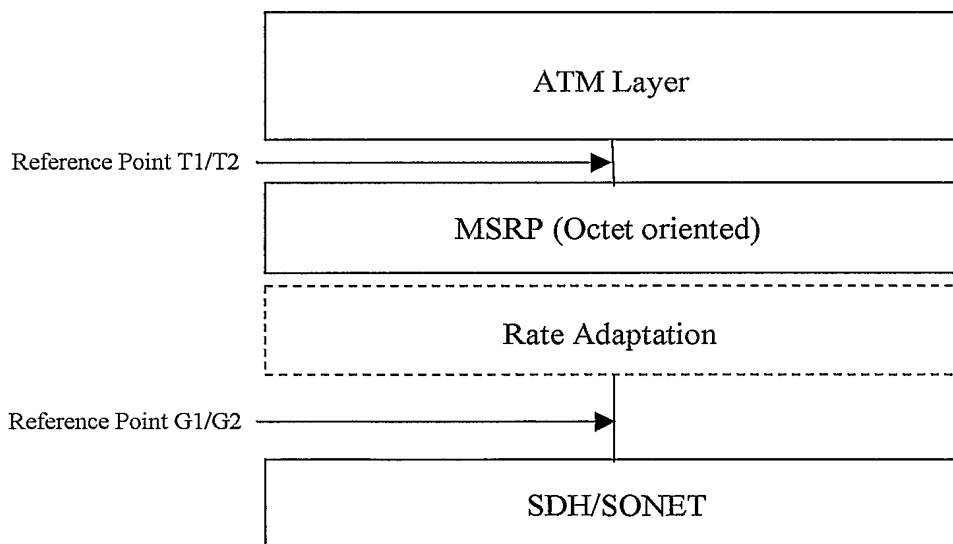 ATM Layer
Reference Point T1/T2
MSRP (Octet oriented)
Rate Adaptation
Reference Point G1/G2
SDH/SONET